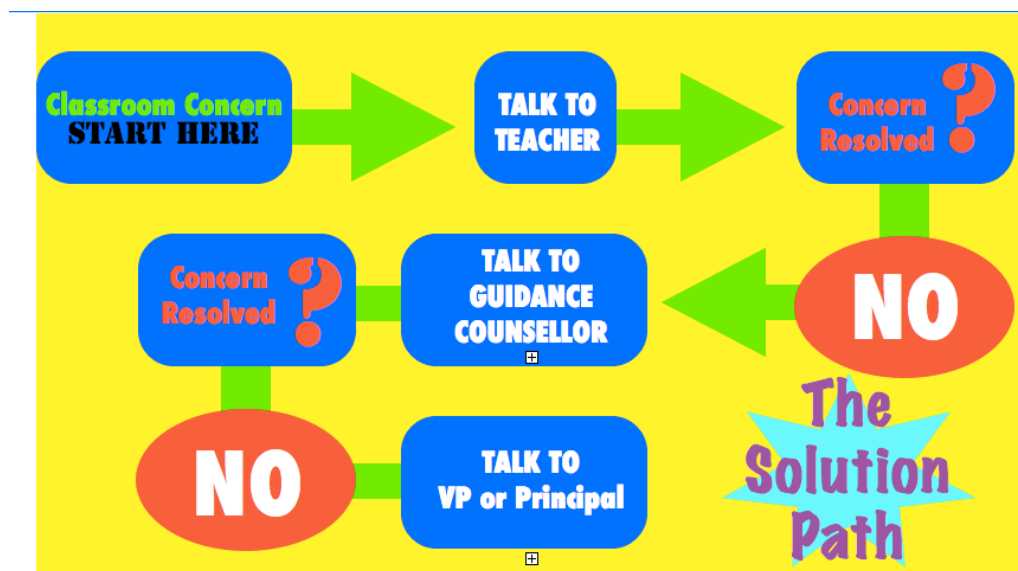 Classroom Concern
START HERE
TALK TO
TEACHER
Concern
Resolved ?
NO
TALK TO
GUIDANCE
COUNSELLOR
Concern
Resolved ?
NO
TALK TO
VP or Principal
The
Solution
Path